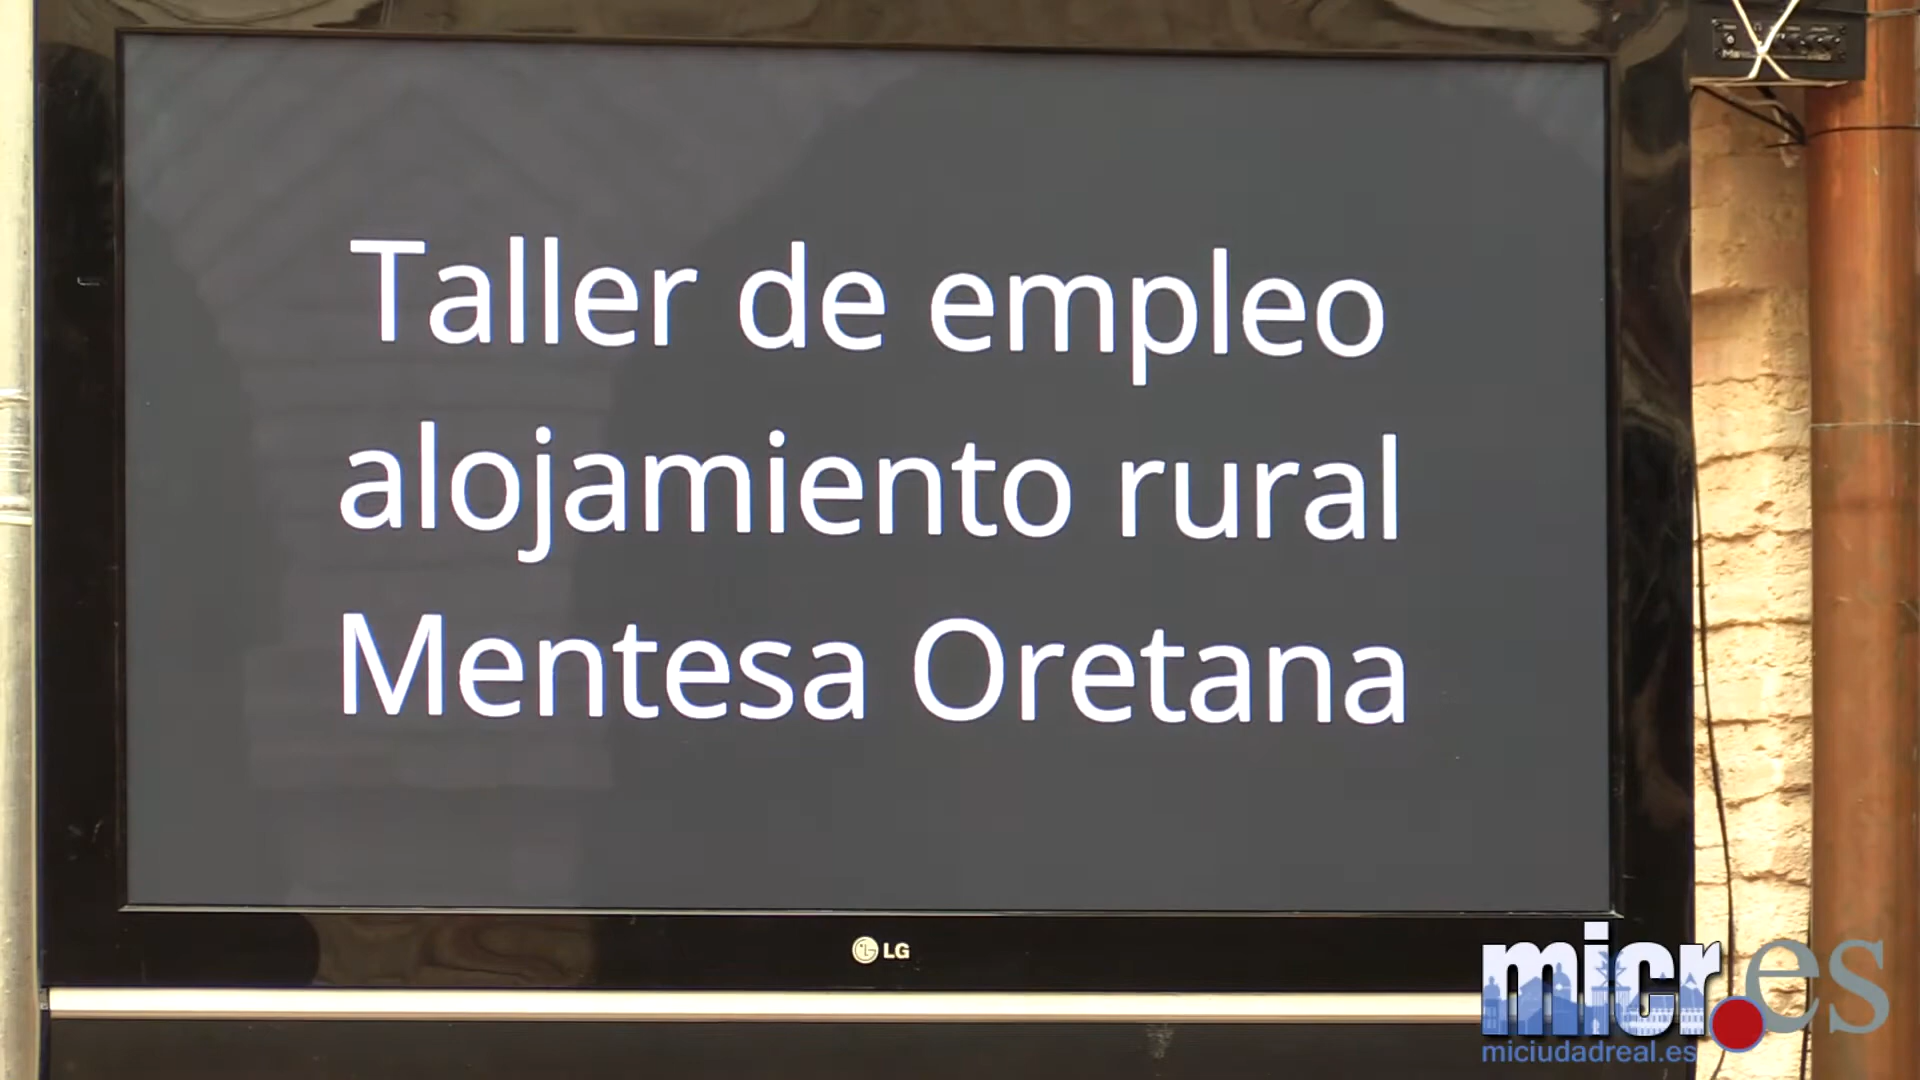 Taller de empleo
alojamiento rural
Mentesa Oretana
LG
micr.es
miciudadreal.es